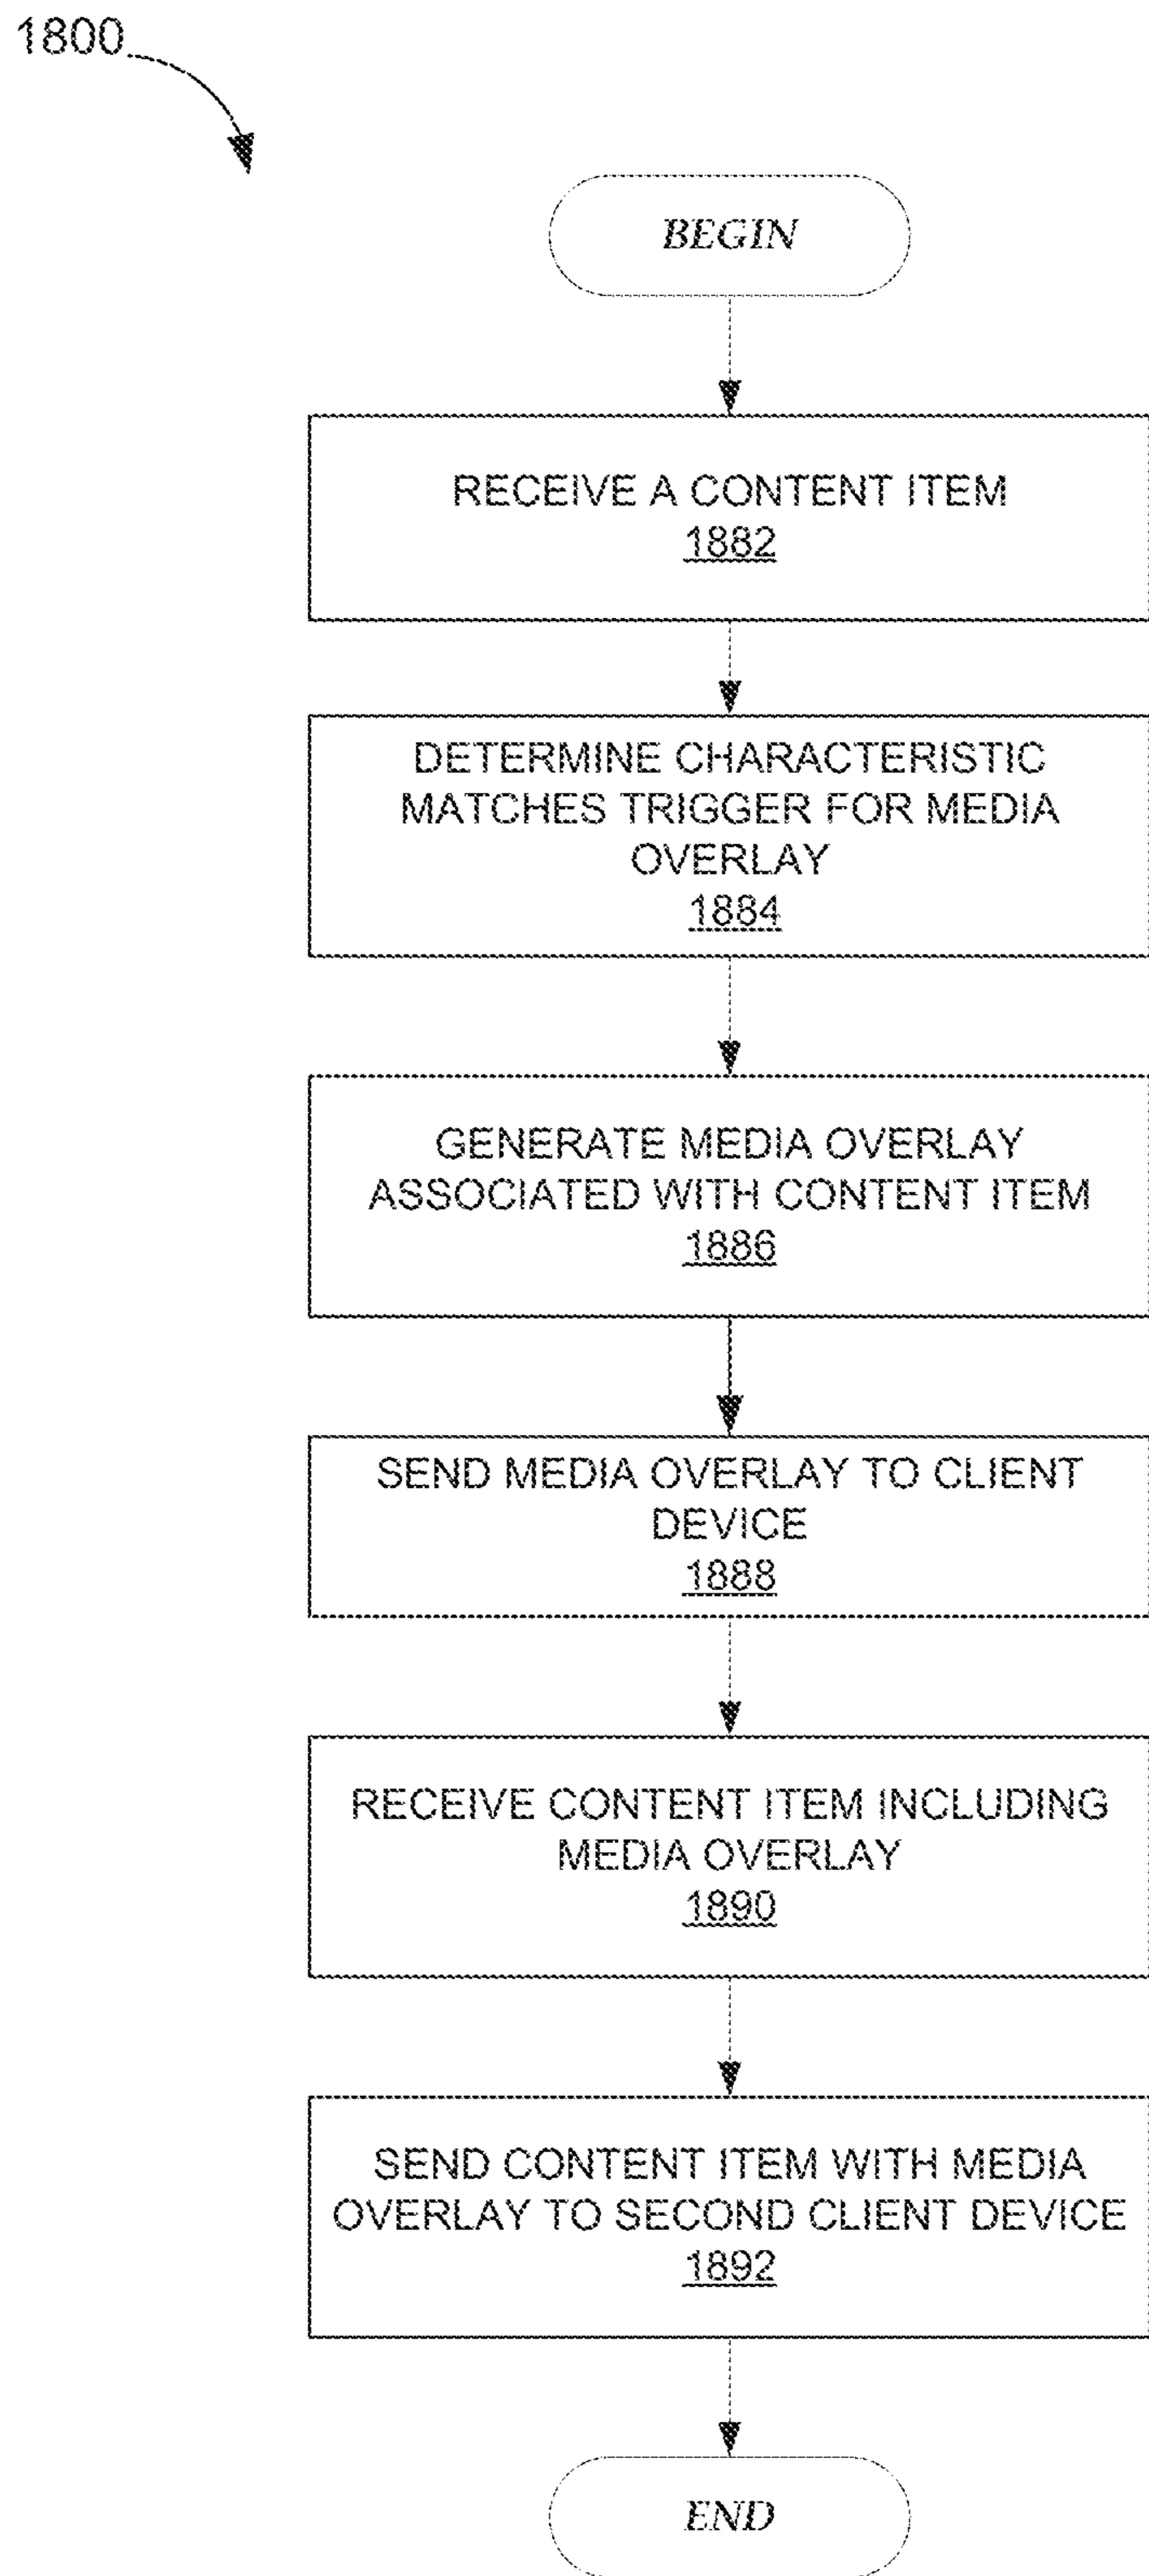 1800
BEGIN
RECEIVE A CONTENT ITEM
1882
DETERMINE CHARACTERISTIC
MATCHES TRIGGER FOR MEDIA
OVERLAY
1884
GENERATE MEDIA OVERLAY
ASSOCIATED WITH CONTENT ITEM
1886
SEND MEDIA OVERLAY TO CLIENT
DEVICE
1888
RECEIVE CONTENT ITEM INCLUDING
MEDIA OVERLAY
1890
SEND CONTENT ITEM WITH MEDIA
OVERLAY TO SECOND CLIENT DEVICE
1892
END